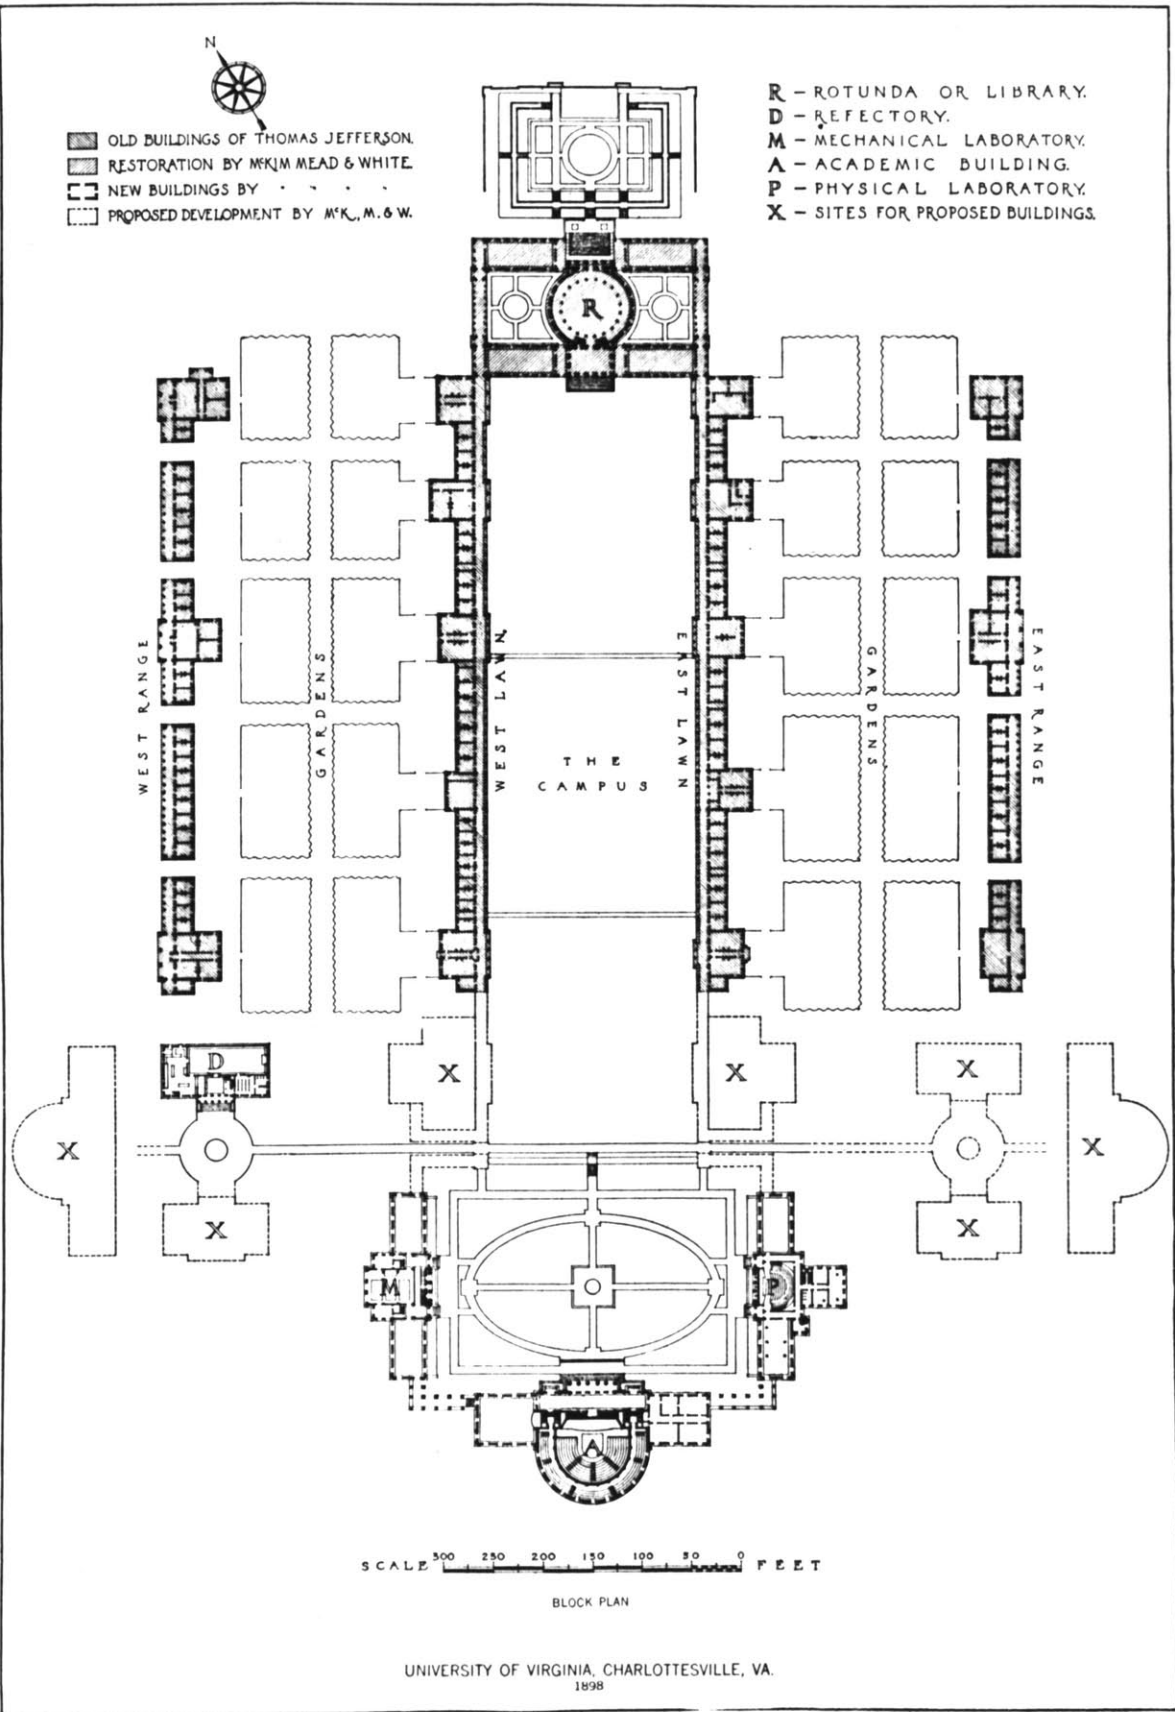 N
OLD BUILDINGS OF THOMAS JEFFERSON.
RESTORATION BY McKIM MEAD & WHITE.
NEW BUILDINGS BY " " " "
PROPOSED DEVELOPMENT BY McK., M. & W.
R – ROTUNDA OR LIBRARY.
D – REFECTORY.
M – MECHANICAL LABORATORY.
A – ACADEMIC BUILDING.
P – PHYSICAL LABORATORY.
X – SITES FOR PROPOSED BUILDINGS.
R
WEST RANGE
GARDENS
WEST LAWN.
THE
CAMPUS
EAST LAWN
GARDENS
EAST RANGE
D
X
X
X
X
X
X
X
M
P
A
SCALE 300 250 200 150 100 50 0 FEET
BLOCK PLAN
UNIVERSITY OF VIRGINIA, CHARLOTTESVILLE, VA.
1898